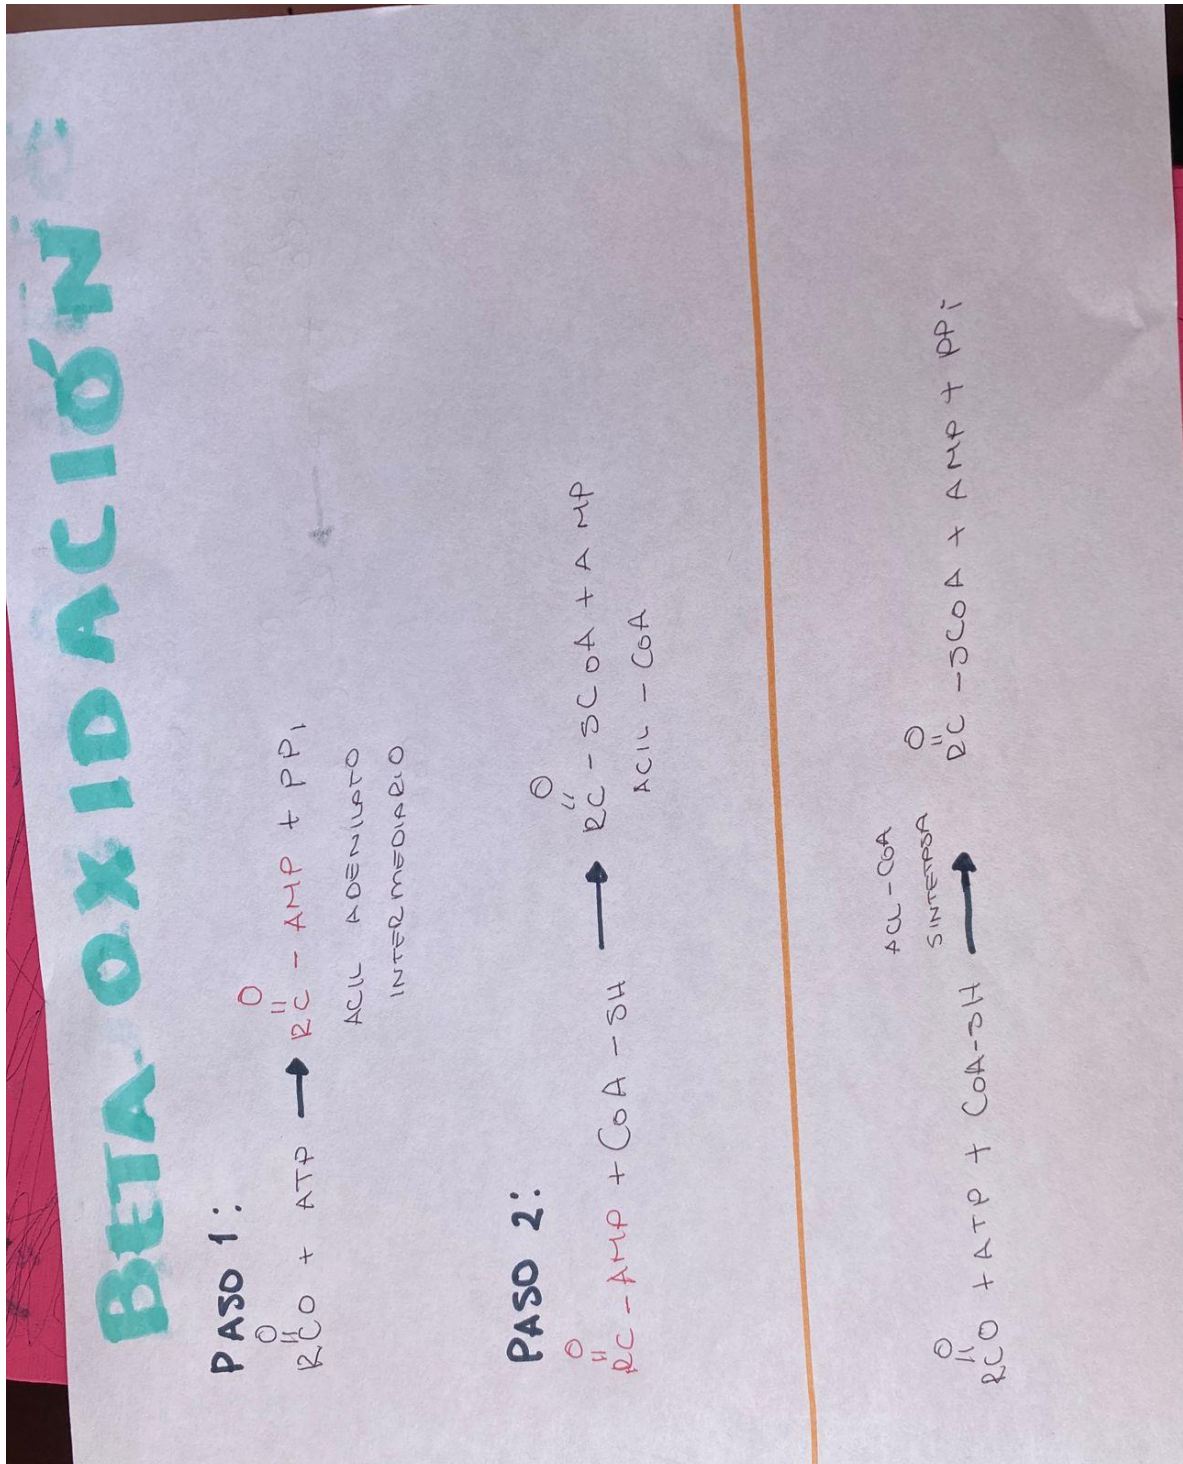 BETA OXIDACIÓN
PASO 1:
O
||
RCO + ATP → RC - AMP + PPi
O
||
ACIL ADENILATO
INTERMEDIARIO
PASO 2:
O
||
RC - AMP + CoA - SH → RC - SCoA + AMP
O
||
ACIL - CoA
ACL - CoA
SINTETASA
O
||
RCO + ATP + CoA-SH → RC - SCoA + AMP + PPi
O
||